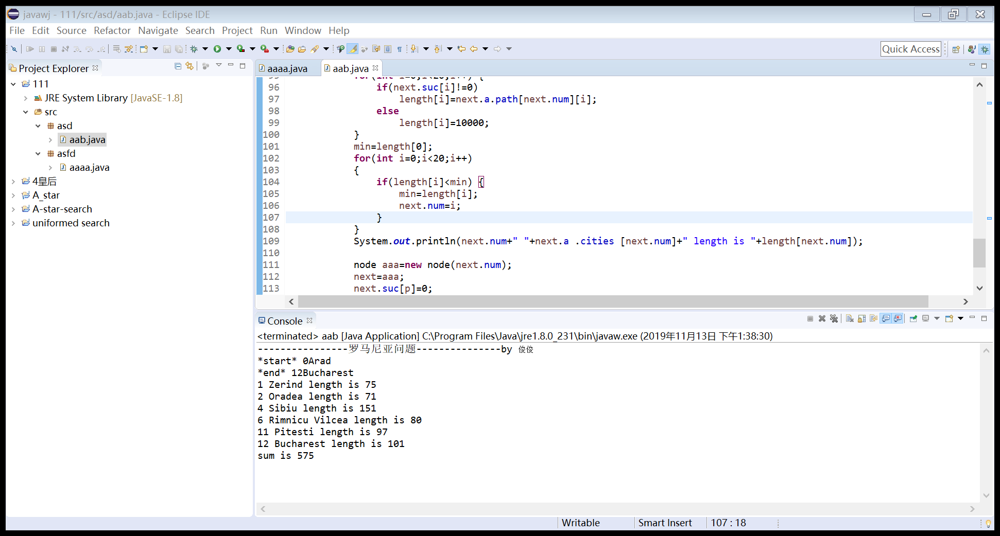 javawj - 111/src/asd/aab.java - Eclipse IDE
File Edit Source Refactor Navigate Search Project Run Window Help
Quick Access
Project Explorer
111
JRE System Library [JavaSE-1.8]
src
asd
aab.java
asfd
aaaa.java
4皇后
A_star
A-star-search
uniformed search
aaaa.java aab.java
95 for(int i=0;i<20;i++) {
96 if(next.suc[i]!=0)
97 length[i]=next.a.path[next.num][i];
98 else
99 length[i]=10000;
100 }
101 min=length[0];
102 for(int i=0;i<20;i++)
103 {
104 if(length[i]<min) {
105 min=length[i];
106 next.num=i;
107 }
108 }
109 System.out.println(next.num+" "+next.a .cities [next.num]+" length is "+length[next.num]);
110
111 node aaa=new node(next.num);
112 next=aaa;
113 next.suc[p]=0;
Console
<terminated> aab [Java Application] C:\Program Files\Java\jre1.8.0_231\bin\javaw.exe (2019年11月13日 下午1:38:30)
----------------罗马尼亚问题---------------by 俊俊
*start* 0Arad
*end* 12Bucharest
1 Zerind length is 75
2 Oradea length is 71
4 Sibiu length is 151
6 Rimnicu Vilcea length is 80
11 Pitesti length is 97
12 Bucharest length is 101
sum is 575
Writable Smart Insert 107 : 18